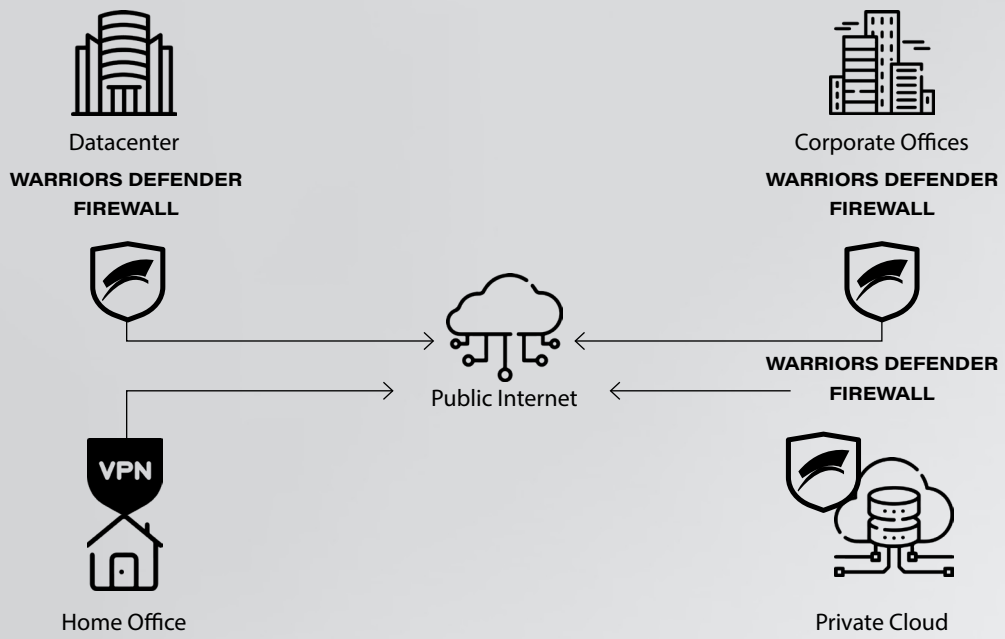 Datacenter
WARRIORS DEFENDER
FIREWALL
Corporate Offices
WARRIORS DEFENDER
FIREWALL
Public Internet
WARRIORS DEFENDER
FIREWALL
VPN
Home Office
Private Cloud